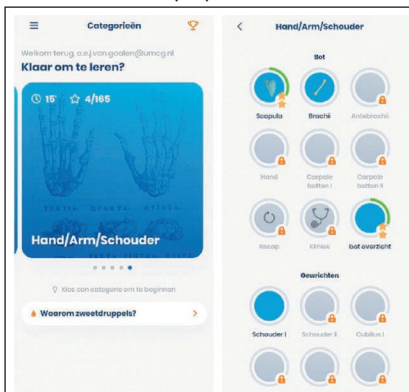 Categorieën
Welkom terug, o.e.j.van.goalen@umcg.nl
Klaar om te leren?
15' 4/165
Hand/Arm/Schouder
Kies een categorie om te beginnen
Waarom zweetdruppels?
Hand/Arm/Schouder
Bot
Scapula Brachii Antebrachii
Hand Carpale botten I Carpale botten II
Recap Kliniek bot overzicht
Gewrichten
Schouder I Schouder II Cubitus I